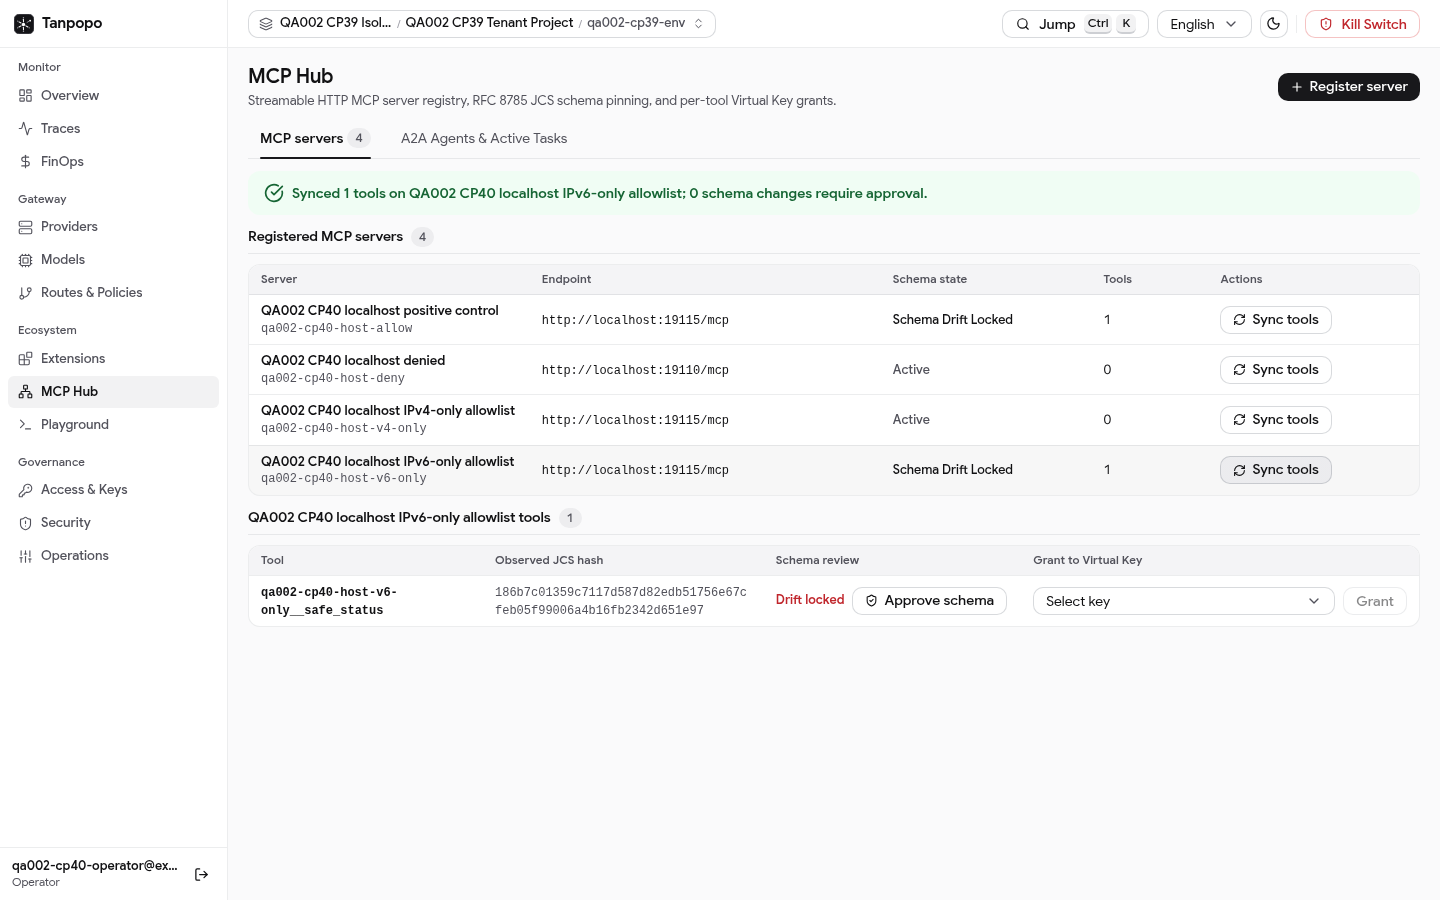 Tanpopo
QA002 CP39 Isol... / QA002 CP39 Tenant Project / qa002-cp39-env
Jump Ctrl K
English
Kill Switch
Monitor
Overview
Traces
FinOps
Gateway
Providers
Models
Routes & Policies
Ecosystem
Extensions
MCP Hub
Playground
Governance
Access & Keys
Security
Operations
qa002-cp40-operator@ex...
Operator
MCP Hub
Streamable HTTP MCP server registry, RFC 8785 JCS schema pinning, and per-tool Virtual Key grants.
+ Register server
MCP servers 4 A2A Agents & Active Tasks
Synced 1 tools on QA002 CP40 localhost IPv6-only allowlist; 0 schema changes require approval.
Registered MCP servers 4
Server Endpoint Schema state Tools Actions
QA002 CP40 localhost positive control
qa002-cp40-host-allow
http://localhost:19115/mcp Schema Drift Locked 1 Sync tools
QA002 CP40 localhost denied
qa002-cp40-host-deny
http://localhost:19110/mcp Active 0 Sync tools
QA002 CP40 localhost IPv4-only allowlist
qa002-cp40-host-v4-only
http://localhost:19115/mcp Active 0 Sync tools
QA002 CP40 localhost IPv6-only allowlist
qa002-cp40-host-v6-only
http://localhost:19115/mcp Schema Drift Locked 1 Sync tools
QA002 CP40 localhost IPv6-only allowlist tools 1
Tool Observed JCS hash Schema review Grant to Virtual Key
qa002-cp40-host-v6-
only__safe_status
186b7c01359c7117d587d82edb51756e67c
feb05f99006a4b16fb2342d651e97
Drift locked Approve schema Select key Grant